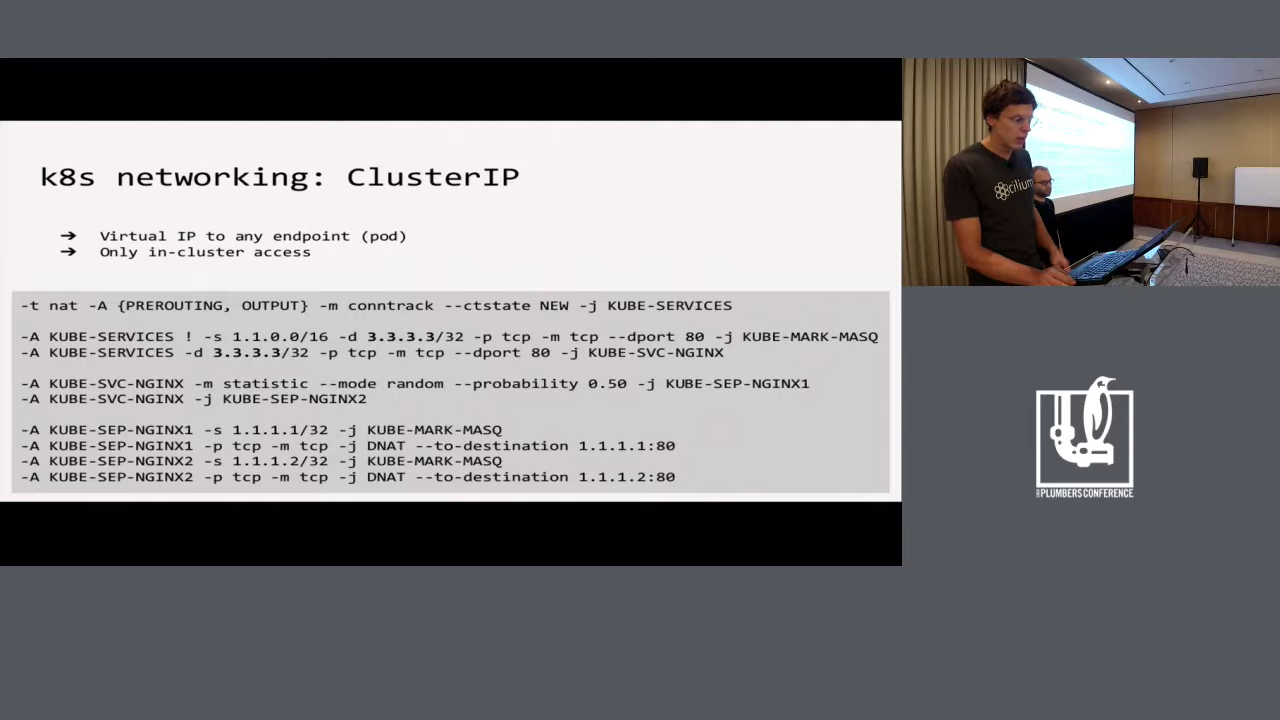 k8s networking: ClusterIP
➔ Virtual IP to any endpoint (pod)
➔ Only in-cluster access
-t nat -A {PREROUTING, OUTPUT} -m conntrack --ctstate NEW -j KUBE-SERVICES
-A KUBE-SERVICES ! -s 1.1.0.0/16 -d 3.3.3.3/32 -p tcp -m tcp --dport 80 -j KUBE-MARK-MASQ
-A KUBE-SERVICES -d 3.3.3.3/32 -p tcp -m tcp --dport 80 -j KUBE-SVC-NGINX
-A KUBE-SVC-NGINX -m statistic --mode random --probability 0.50 -j KUBE-SEP-NGINX1
-A KUBE-SVC-NGINX -j KUBE-SEP-NGINX2
-A KUBE-SEP-NGINX1 -s 1.1.1.1/32 -j KUBE-MARK-MASQ
-A KUBE-SEP-NGINX1 -p tcp -m tcp -j DNAT --to-destination 1.1.1.1:80
-A KUBE-SEP-NGINX2 -s 1.1.1.2/32 -j KUBE-MARK-MASQ
-A KUBE-SEP-NGINX2 -p tcp -m tcp -j DNAT --to-destination 1.1.1.2:80
cilium
PLUMBERS CONFERENCE